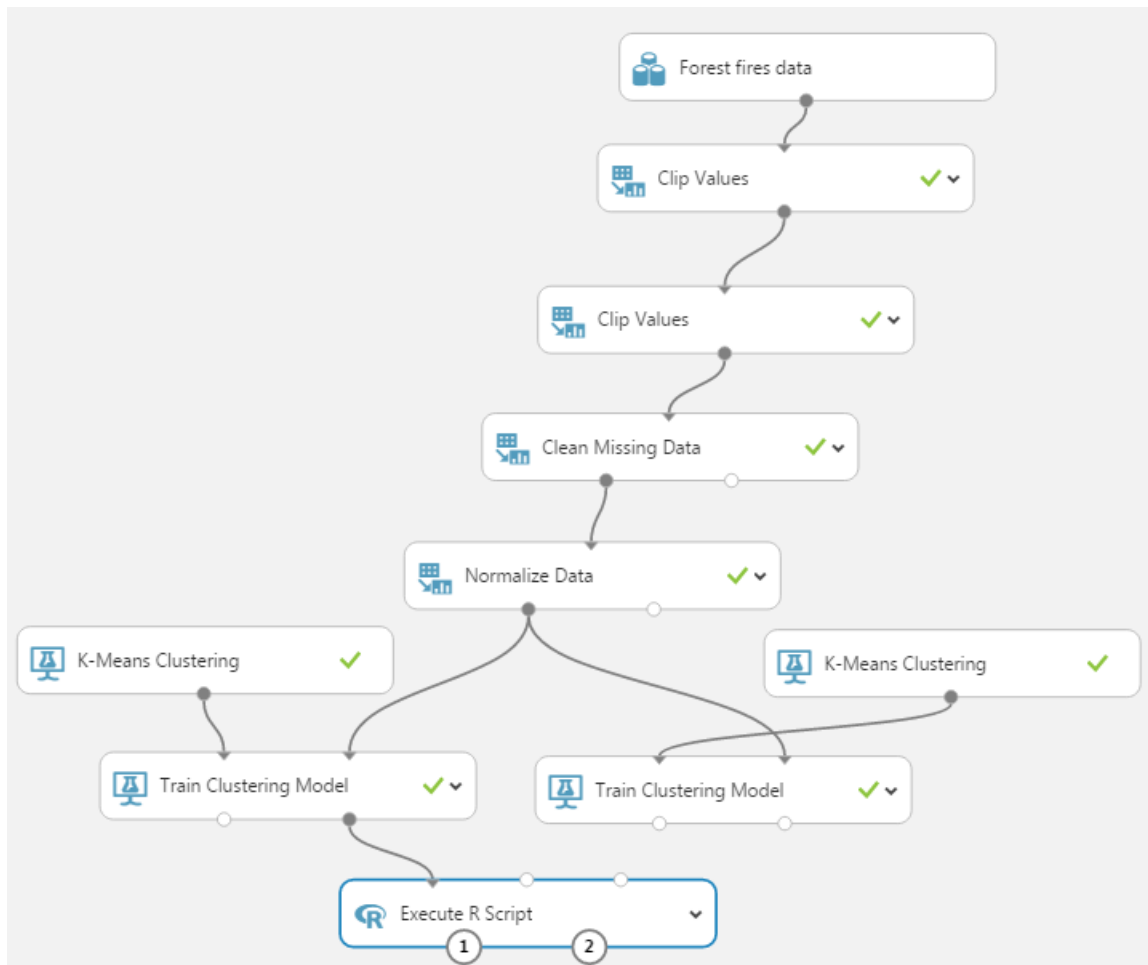 Forest fires data
Clip Values
Clip Values
Clean Missing Data
Normalize Data
K-Means Clustering
K-Means Clustering
Train Clustering Model
Train Clustering Model
R Execute R Script
1 2